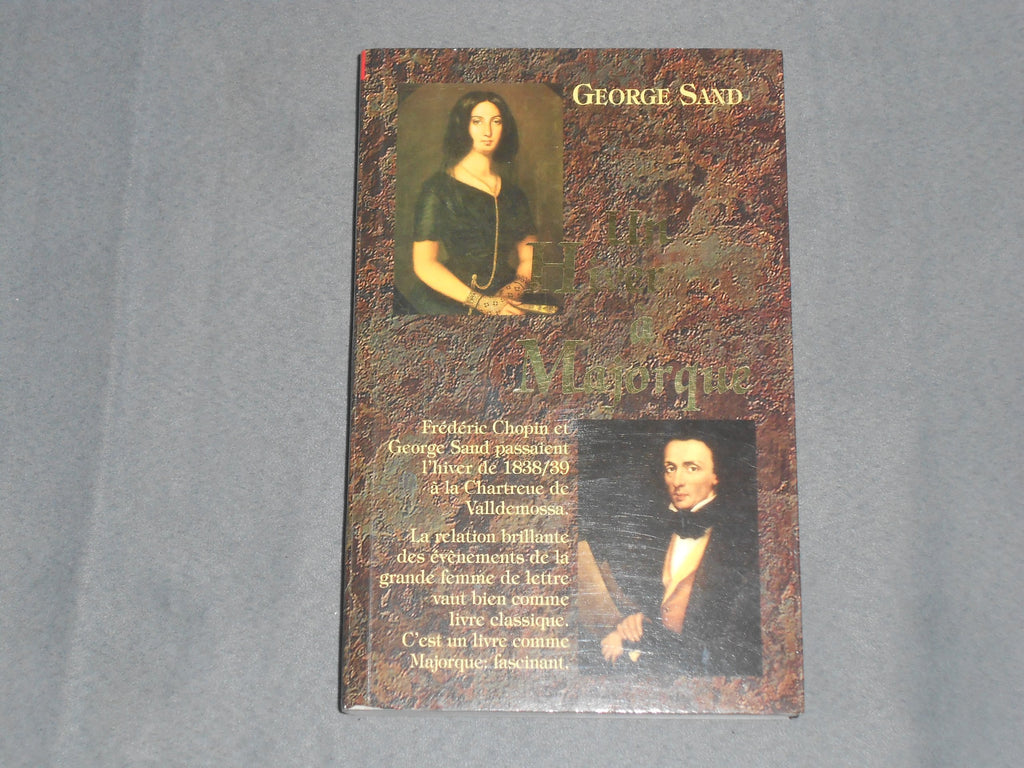 GEORGE SAND
Un
Hiver
à
Majorque
Frédéric Chopin et
George Sand passaient
l'hiver de 1838/39
à la Chartreue de
Valldemossa.
La relation brillante
des évènements de la
grande femme de lettre
vaut bien comme
livre classique.
C'est un livre comme
Majorque: fascinant.